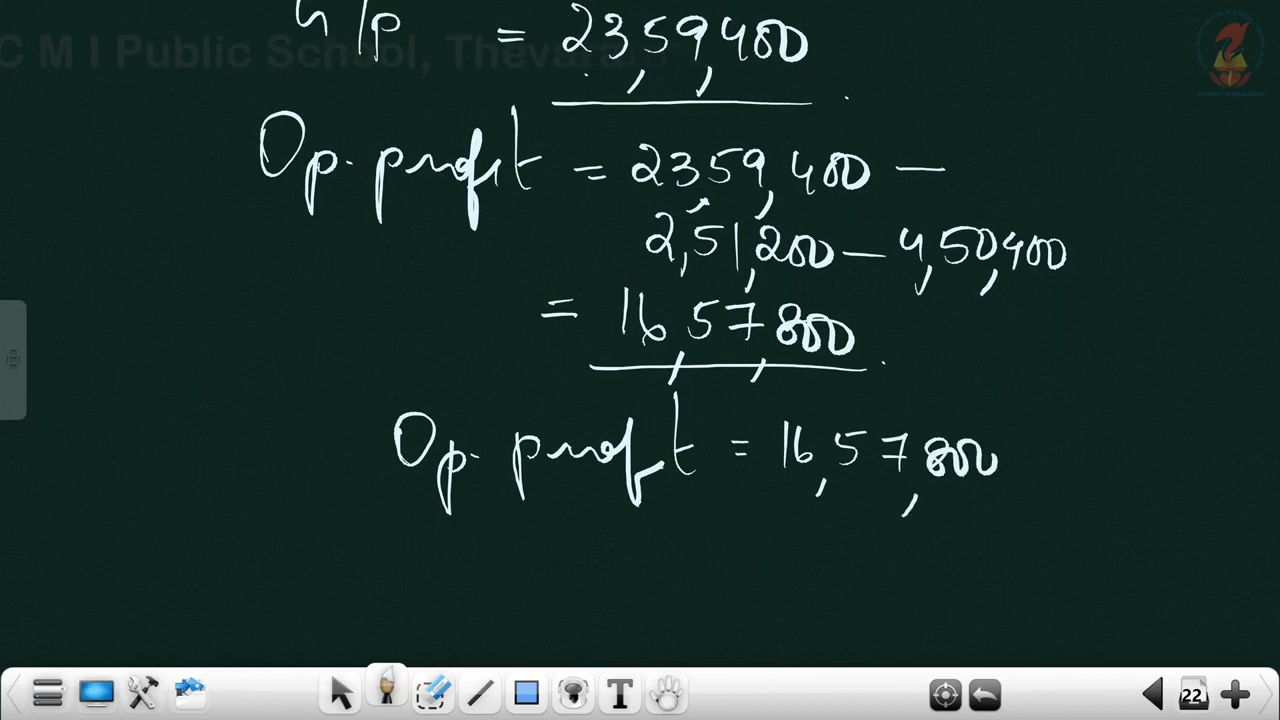 C M I Public School, Theva
G/p = 23,59,400
Op. profit = 23,59,400 —
2,51,200 — 4,50,400
= 16,57,800
Op. profit = 16,57,800
T 22